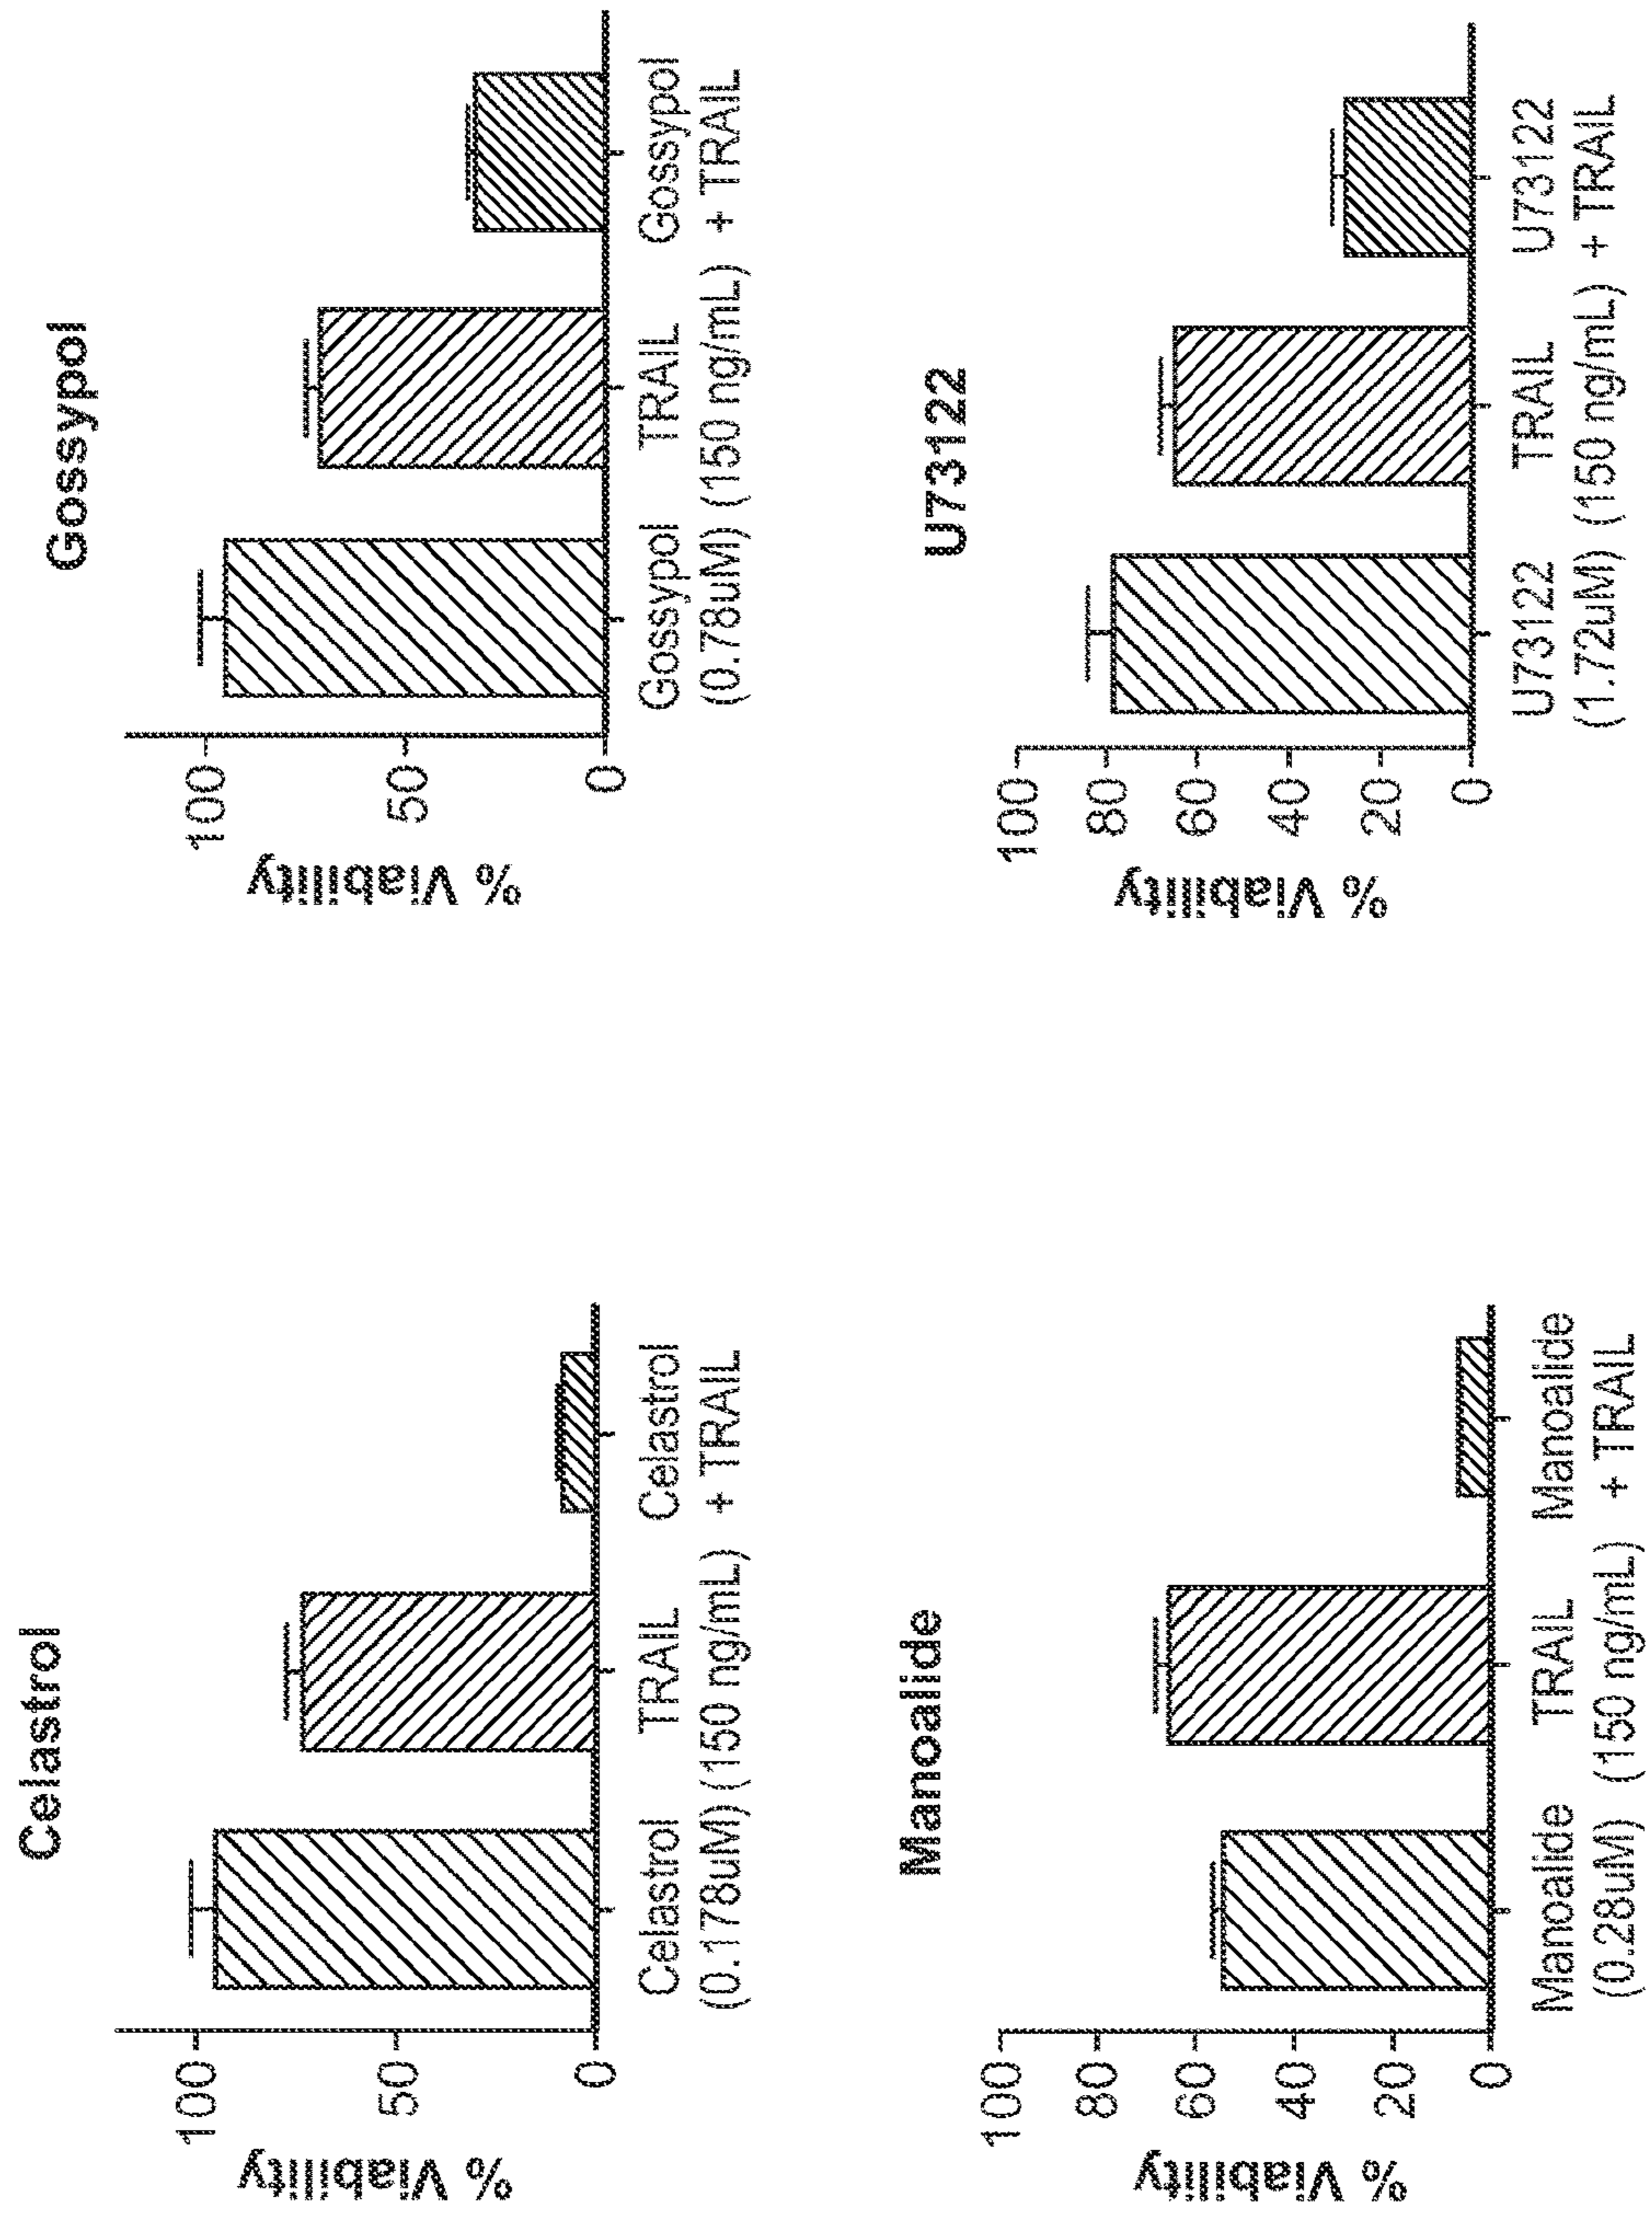 Celastrol
% Viability
100
50
0
Celastrol TRAIL Celastrol
(0.178uM) (150 ng/mL) + TRAIL
Gossypol
% Viability
100
50
0
Gossypol TRAIL Gossypol
(0.78uM) (150 ng/mL) + TRAIL
Manoalide
% Viability
100
80
60
40
20
0
Manoalide TRAIL Manoalide
(0.28uM) (150 ng/mL) + TRAIL
U73122
% Viability
100
80
60
40
20
0
U73122 TRAIL U73122
(1.72uM) (150 ng/mL) + TRAIL